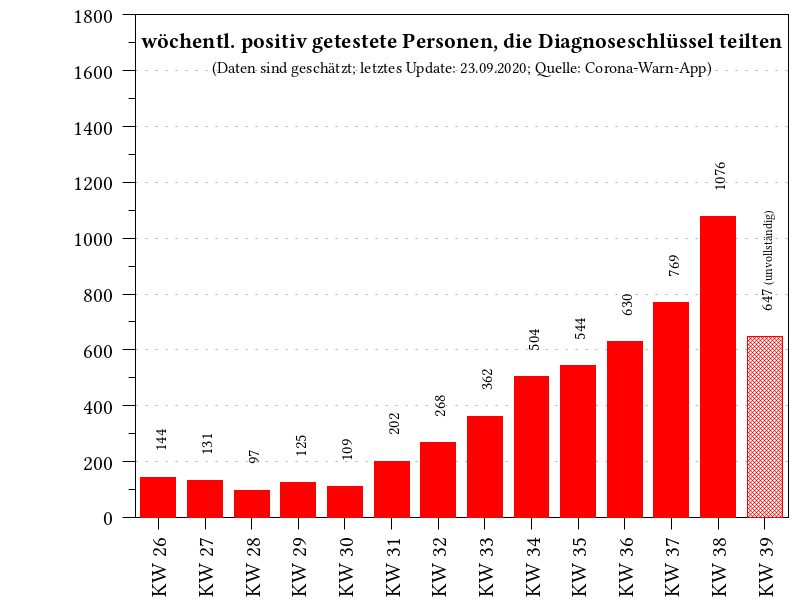 wöchentl. positiv getestete Personen, die Diagnoseschlüssel teilten
(Daten sind geschätzt; letztes Update: 23.09.2020; Quelle: Corona-Warn-App)
1800
1600
1400
1200
1000
800
600
400
200
0
144
131
97
125
109
202
268
362
504
544
630
769
1076
647 (unvollständig)
KW 26
KW 27
KW 28
KW 29
KW 30
KW 31
KW 32
KW 33
KW 34
KW 35
KW 36
KW 37
KW 38
KW 39